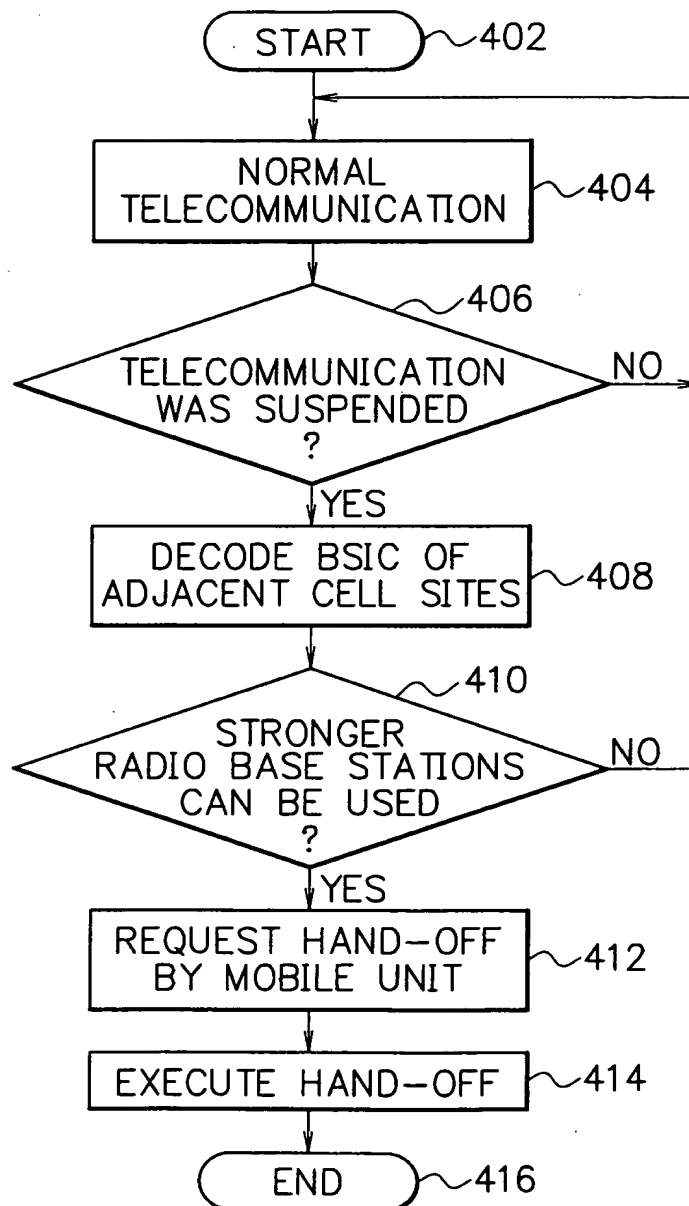 START
402
NORMAL
TELECOMMUNICATION
404
406
TELECOMMUNICATION
WAS SUSPENDED
?
NO
YES
DECODE BSIC OF
ADJACENT CELL SITES
408
410
STRONGER
RADIO BASE STATIONS
CAN BE USED
?
NO
YES
REQUEST HAND-OFF
BY MOBILE UNIT
412
EXECUTE HAND-OFF
414
END
416